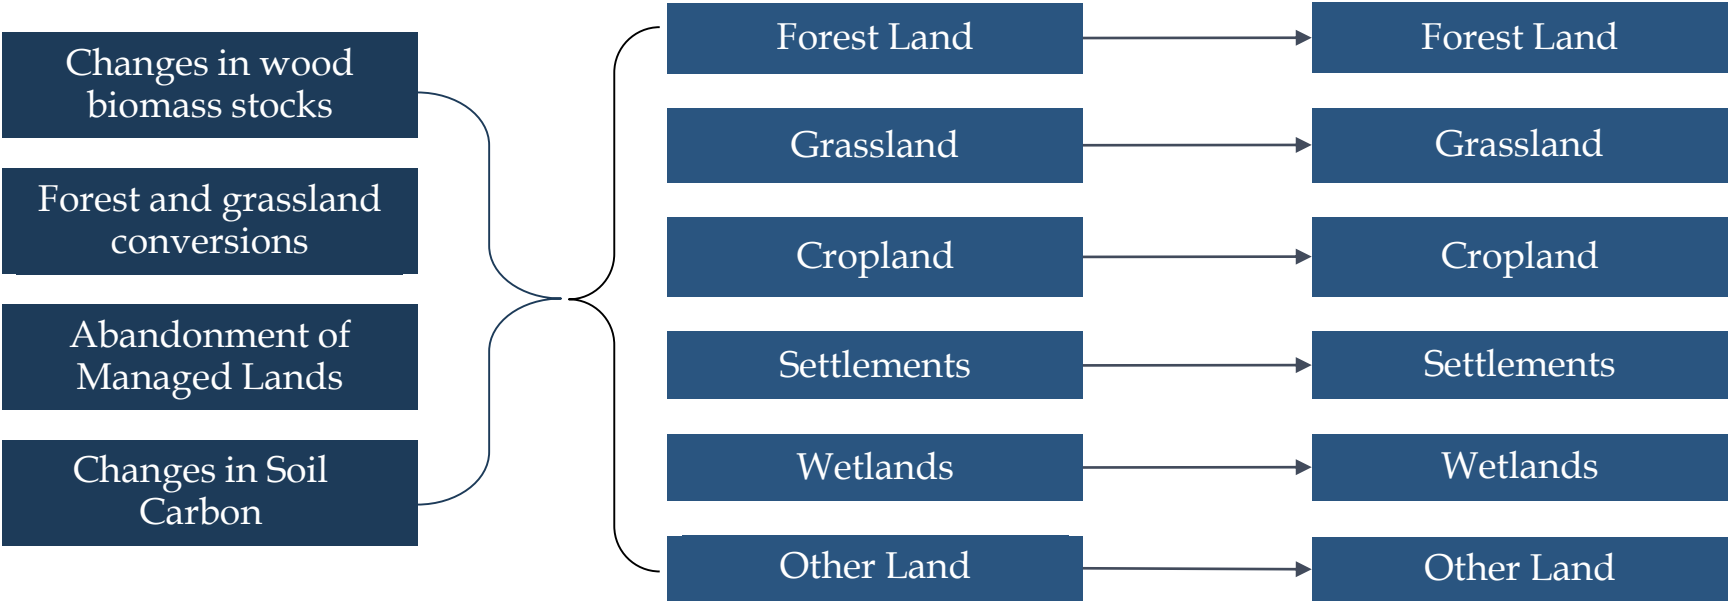 Changes in wood
biomass stocks
Forest and grassland
conversions
Abandonment of
Managed Lands
Changes in Soil
Carbon
Forest Land
Grassland
Cropland
Settlements
Wetlands
Other Land
Forest Land
Grassland
Cropland
Settlements
Wetlands
Other Land